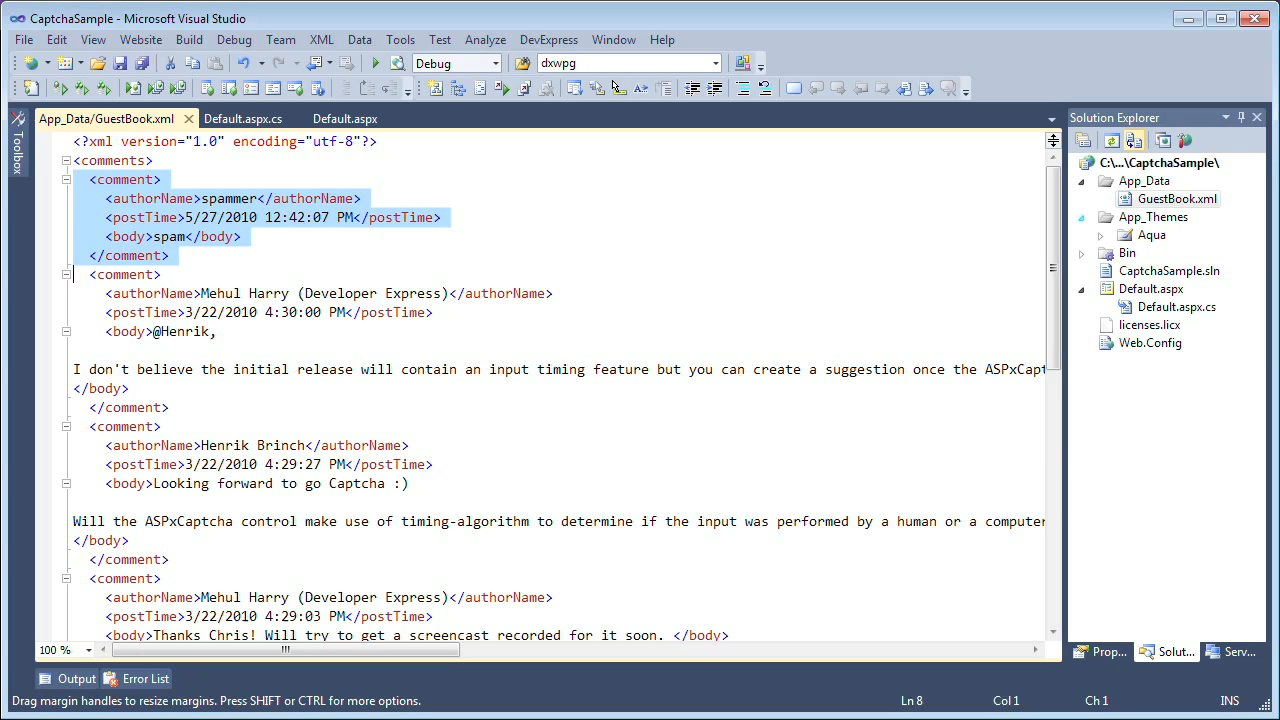 CaptchaSample - Microsoft Visual Studio
File Edit View Website Build Debug Team XML Data Tools Test Analyze DevExpress Window Help
Debug dxwpg
App_Data/GuestBook.xml Default.aspx.cs Default.aspx
Toolbox
<?xml version="1.0" encoding="utf-8"?>
<comments>
<comment>
<authorName>spammer</authorName>
<postTime>5/27/2010 12:42:07 PM</postTime>
<body>spam</body>
</comment>
<comment>
<authorName>Mehul Harry (Developer Express)</authorName>
<postTime>3/22/2010 4:30:00 PM</postTime>
<body>@Henrik,
I don't believe the initial release will contain an input timing feature but you can create a suggestion once the ASPxCapt
</body>
</comment>
<comment>
<authorName>Henrik Brinch</authorName>
<postTime>3/22/2010 4:29:27 PM</postTime>
<body>Looking forward to go Captcha :)
Will the ASPxCaptcha control make use of timing-algorithm to determine if the input was performed by a human or a computer
</body>
</comment>
<comment>
<authorName>Mehul Harry (Developer Express)</authorName>
<postTime>3/22/2010 4:29:03 PM</postTime>
<body>Thanks Chris! Will try to get a screencast recorded for it soon. </body>
100 %
Solution Explorer
C:\...\CaptchaSample\
App_Data
GuestBook.xml
App_Themes
Aqua
Bin
CaptchaSample.sln
Default.aspx
Default.aspx.cs
licenses.licx
Web.Config
Prop... Solut... Serv...
Output Error List
Drag margin handles to resize margins. Press SHIFT or CTRL for more options. Ln 8 Col 1 Ch 1 INS